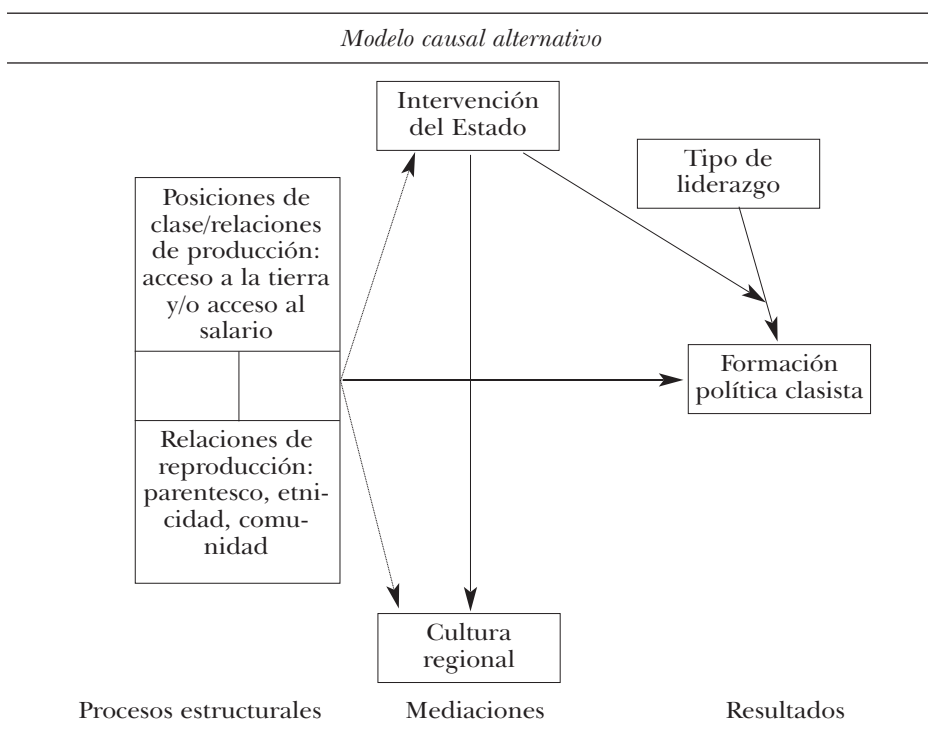 Modelo causal alternativo
Intervención
del Estado
Tipo de
liderazgo
Posiciones de
clase/relaciones
de producción:
acceso a la tierra
y/o acceso al
salario
Formación
política clasista
Relaciones de
reproducción:
parentesco, etni-
cidad, comu-
nidad
Cultura
regional
Procesos estructurales
Mediaciones
Resultados